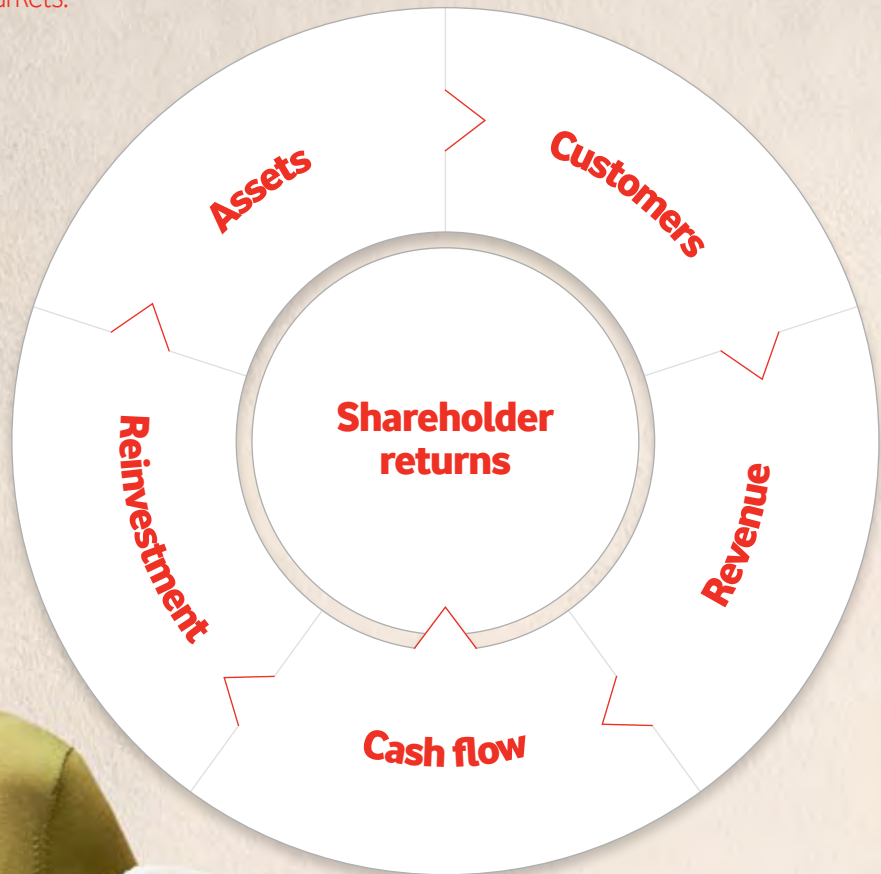 Assets
Customers
Revenue
Cash flow
Reinvestment
Shareholder
returns